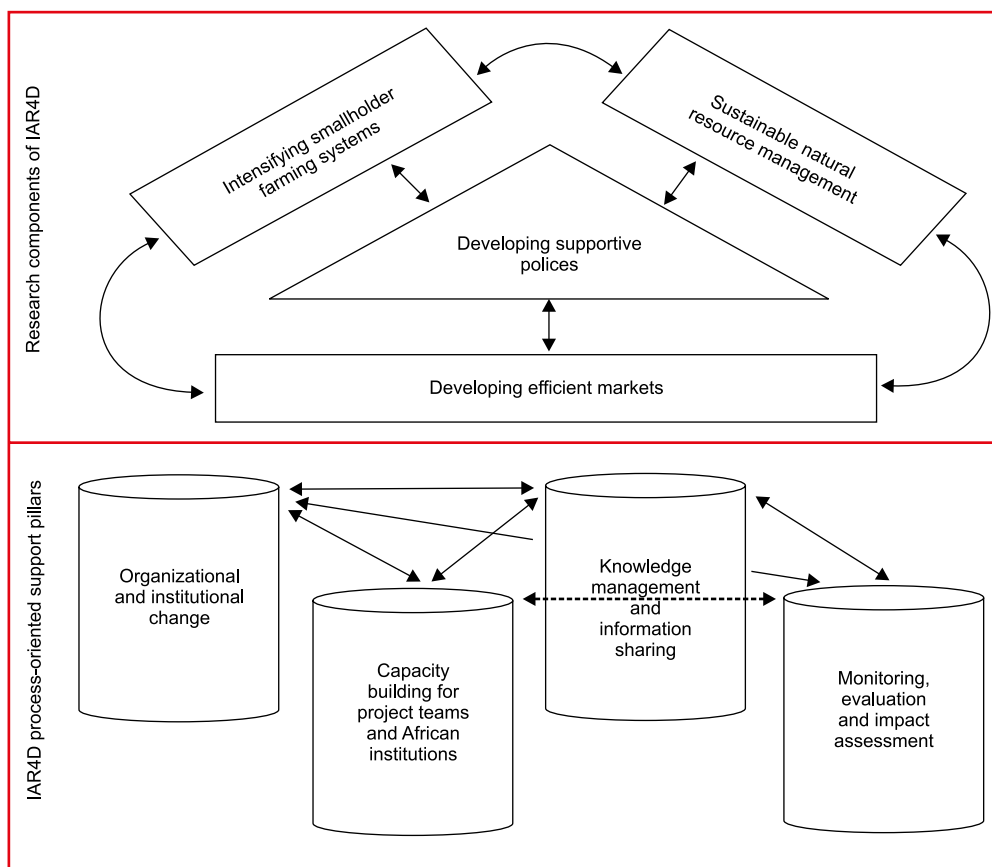 Research components of IAR4D
Intensifying smallholder
farming systems
Sustainable natural
resource management
Developing supportive
polices
Developing efficient markets
IAR4D process-oriented support pillars
Organizational
and institutional
change
Capacity
building for
project teams
and African
institutions
Knowledge
management
and
information
sharing
Monitoring,
evaluation
and impact
assessment